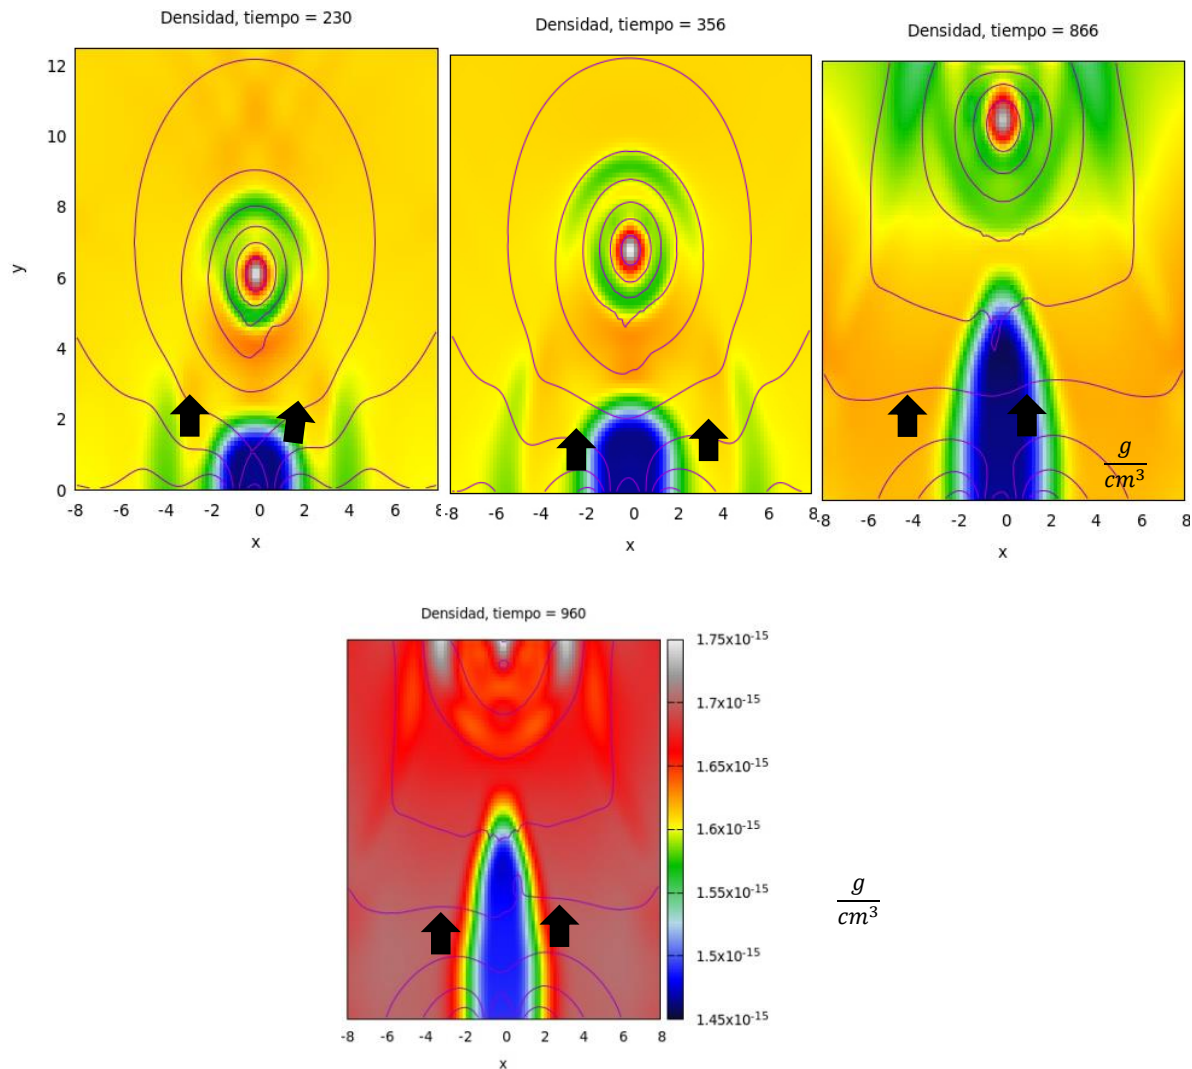 Densidad, tiempo = 230
Densidad, tiempo = 356
Densidad, tiempo = 866
y
12
10
8
6
4
2
0
-8 -6 -4 -2 0 2 4 6 8
x
-8 -6 -4 -2 0 2 4 6 8
x
-8 -6 -4 -2 0 2 4 6 8
x
g
cm³
Densidad, tiempo = 960
1.75x10⁻¹⁵
1.7x10⁻¹⁵
1.65x10⁻¹⁵
1.6x10⁻¹⁵
1.55x10⁻¹⁵
1.5x10⁻¹⁵
1.45x10⁻¹⁵
g
cm³
-8 -6 -4 -2 0 2 4 6 8
x